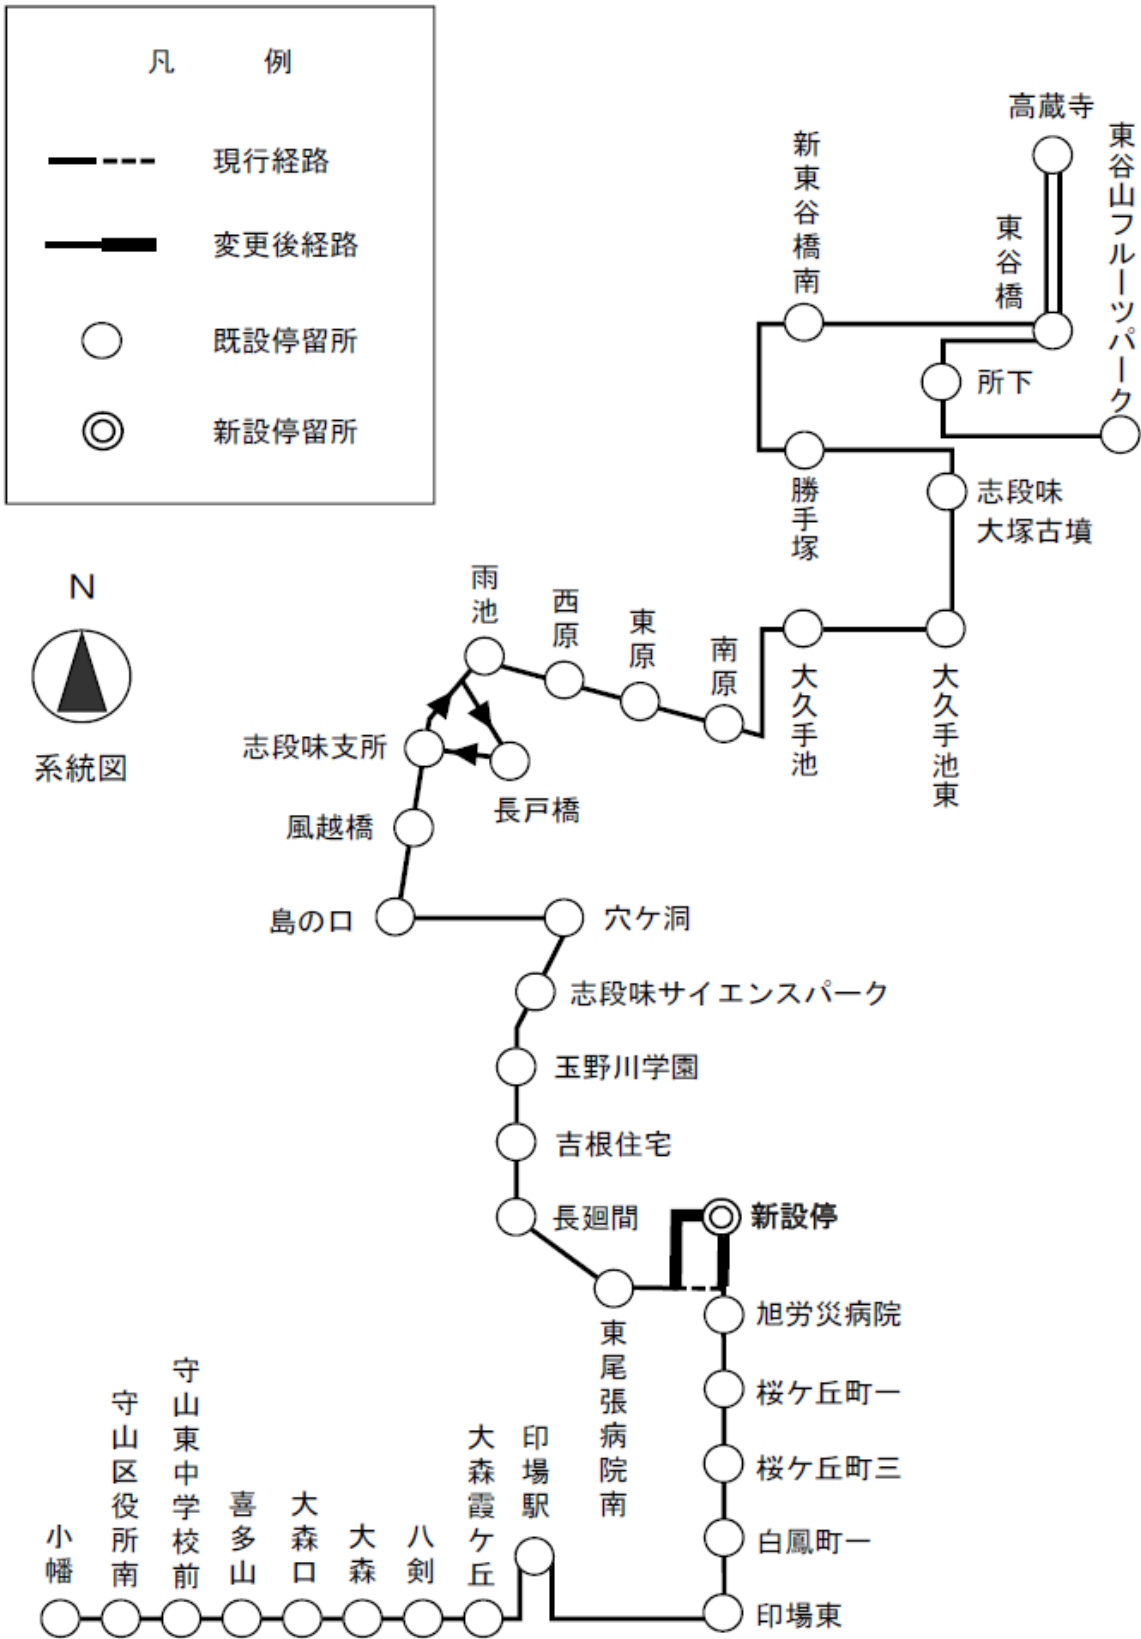 凡 例
現行経路
変更後経路
既設停留所
新設停留所
N
系統図
高蔵寺
東谷山フルーツパーク
東谷橋
新東谷橋南
所下
勝手塚
志段味
大塚古墳
大久手池東
大久手池
南原
東原
西原
雨池
志段味支所
長戸橋
風越橋
島の口
穴ケ洞
志段味サイエンスパーク
玉野川学園
吉根住宅
長廻間
新設停
東尾張病院南
旭労災病院
桜ケ丘町一
桜ケ丘町三
白鳳町一
印場東
印場駅
大森霞ケ丘
八剣
大森
大森口
喜多山
守山東中学校前
守山区役所南
小幡